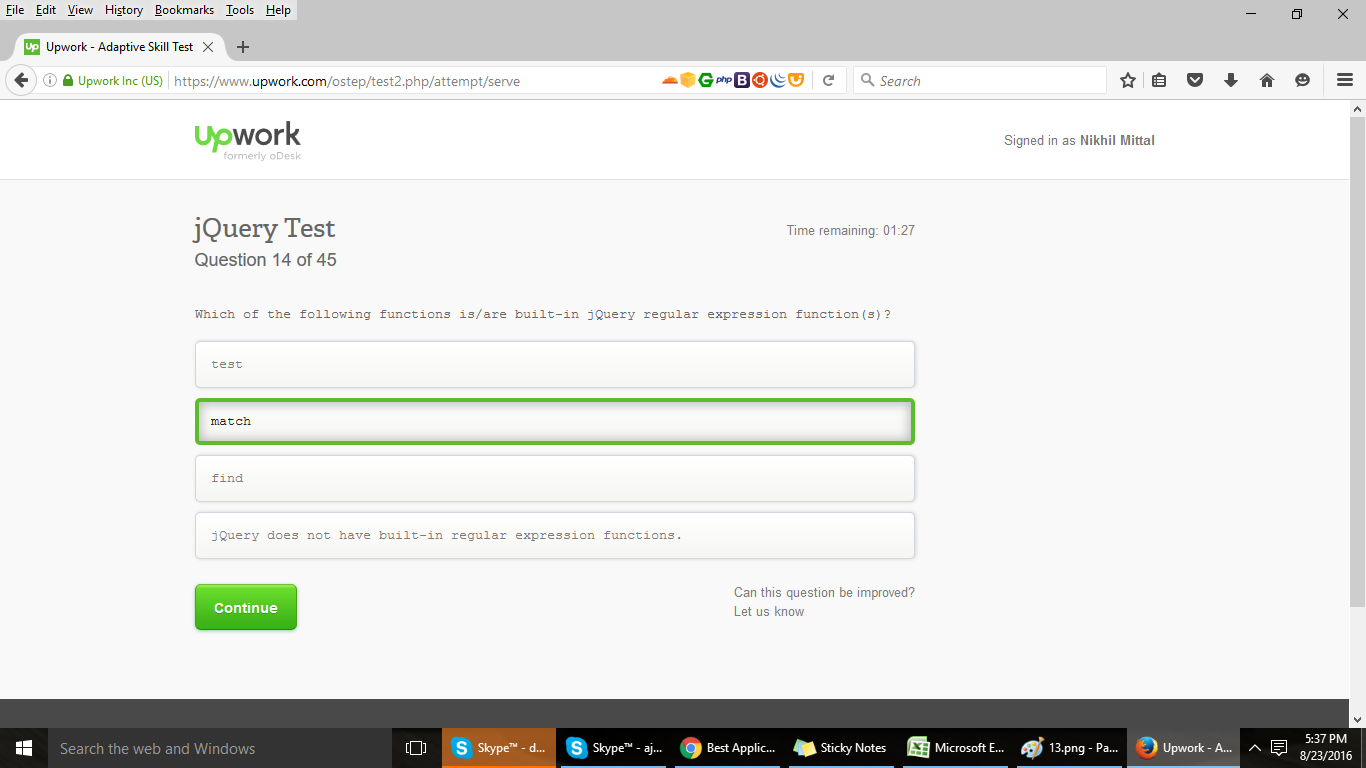 File Edit View History Bookmarks Tools Help
Up Upwork - Adaptive Skill Test
Upwork Inc (US) https://www.upwork.com/ostep/test2.php/attempt/serve php B Search
upwork
formerly oDesk
Signed in as Nikhil Mittal
jQuery Test
Time remaining: 01:27
Question 14 of 45
Which of the following functions is/are built-in jQuery regular expression function(s)?
test
match
find
jQuery does not have built-in regular expression functions.
Continue
Can this question be improved?
Let us know
Search the web and Windows
Skype™ - d...
Skype™ - aj...
Best Applic...
Sticky Notes
Microsoft E...
13.png - Pa...
Upwork - A...
5:37 PM
8/23/2016